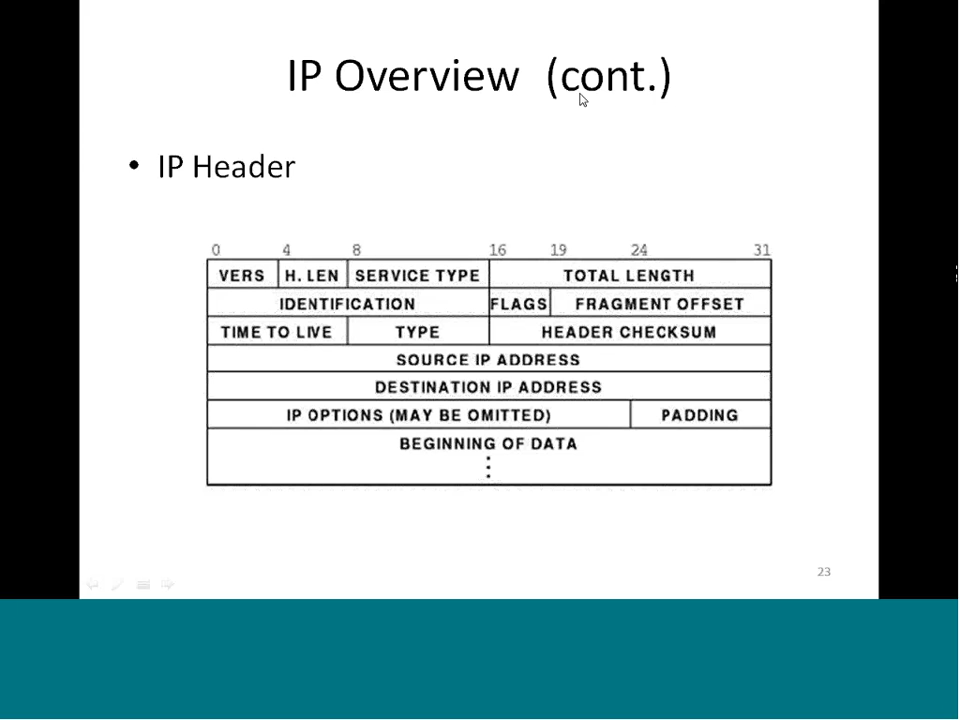 IP Overview (cont.)
• IP Header
0 4 8 16 19 24 31
VERS H. LEN SERVICE TYPE TOTAL LENGTH
IDENTIFICATION FLAGS FRAGMENT OFFSET
TIME TO LIVE TYPE HEADER CHECKSUM
SOURCE IP ADDRESS
DESTINATION IP ADDRESS
IP OPTIONS (MAY BE OMITTED) PADDING
BEGINNING OF DATA
23